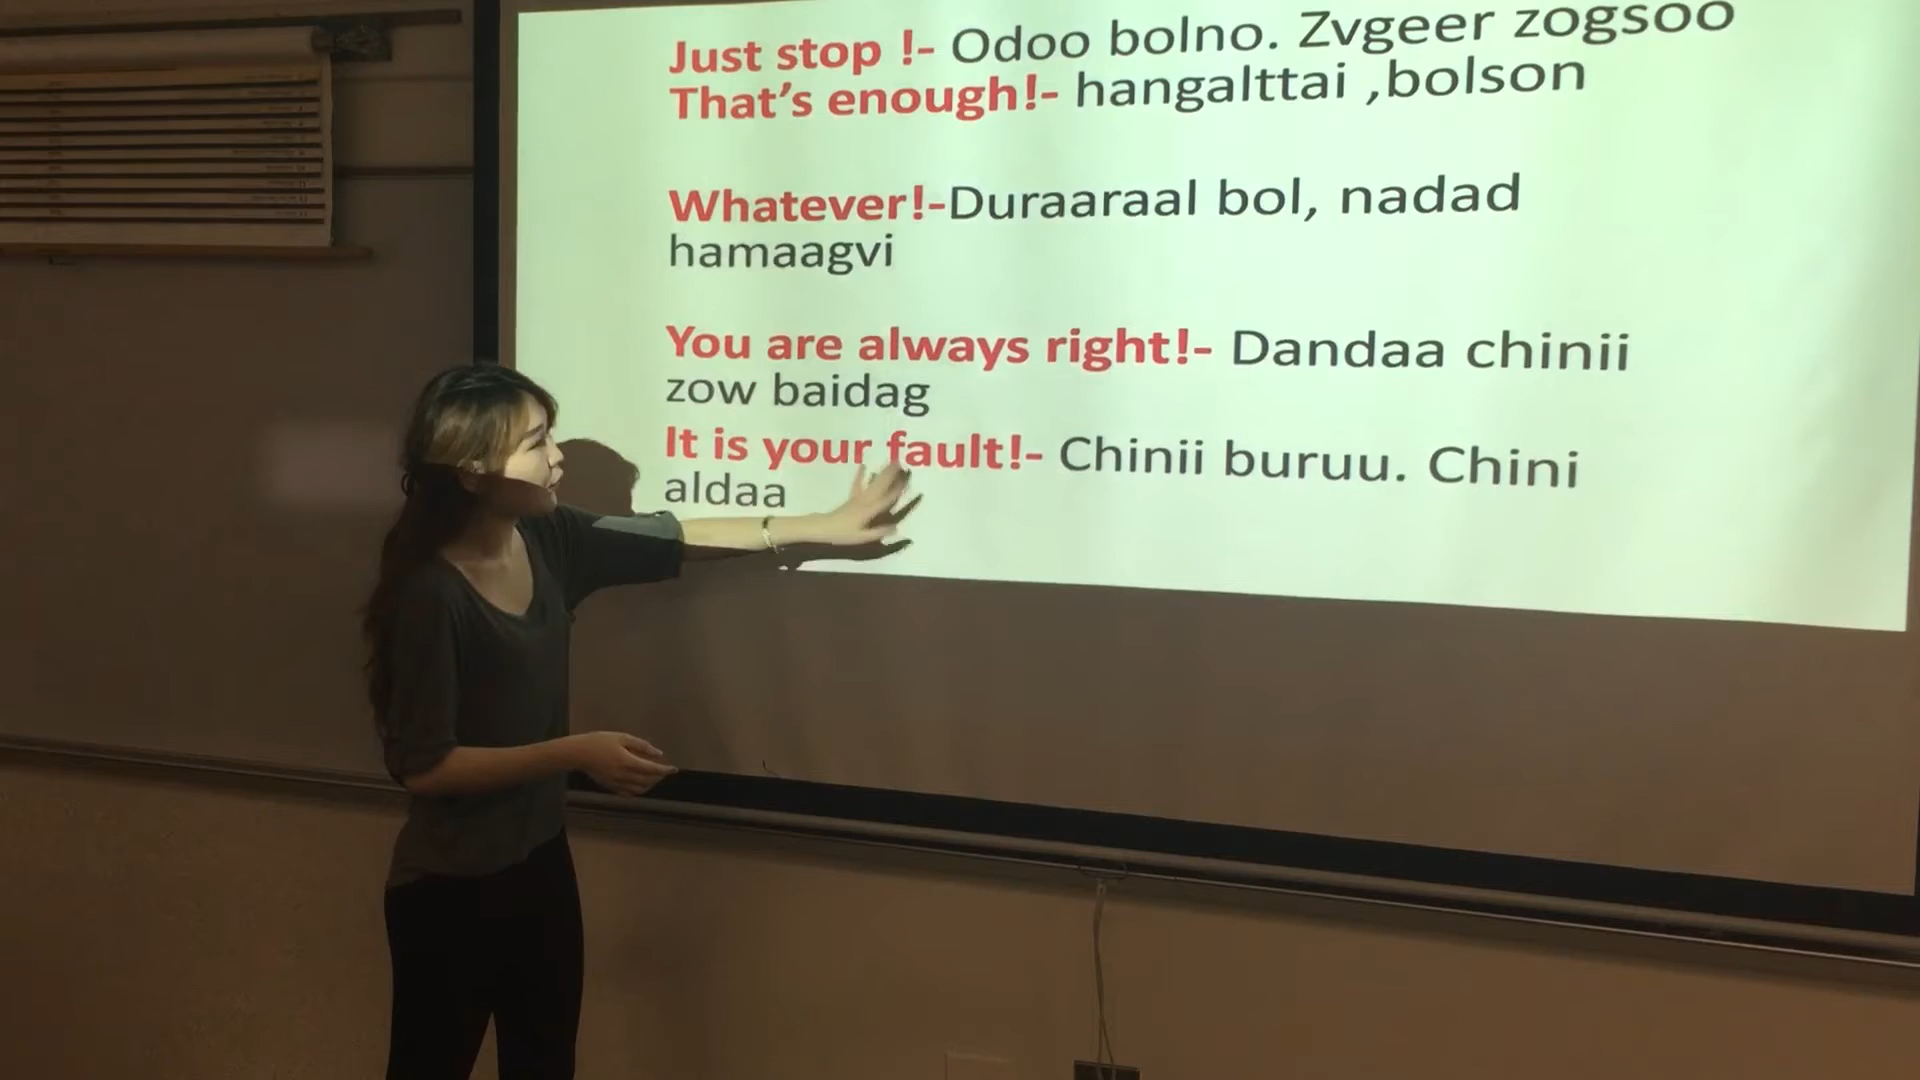 Just stop !- Odoo bolno. Zvgeer zogsoo
That's enough!- hangalttai ,bolson
Whatever!-Duraaraal bol, nadad
hamaagvi
You are always right!- Dandaa chinii
zow baidag
It is your fault!- Chinii buruu. Chini
aldaa